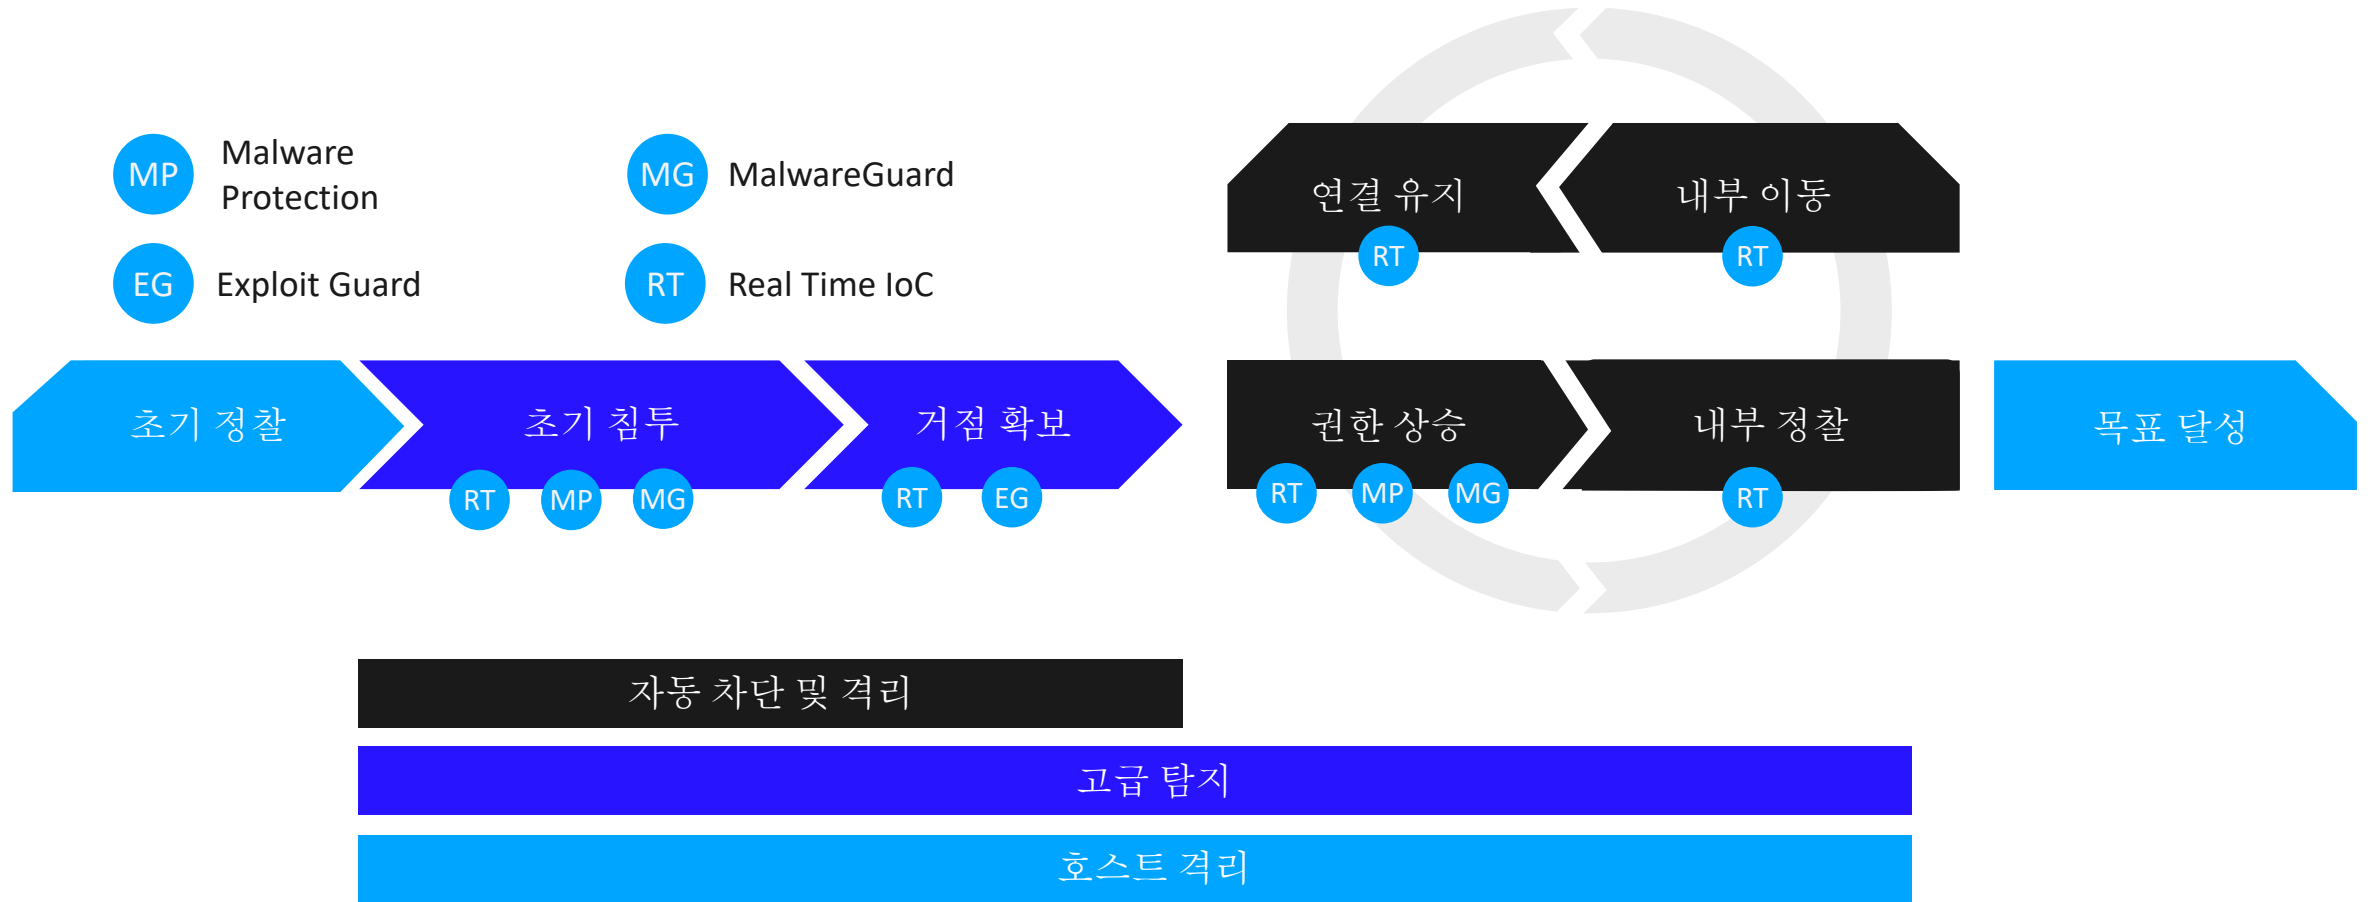 MP
Malware
Protection
MG
MalwareGuard
EG
Exploit Guard
RT
Real Time IoC
연결 유지
RT
내부 이동
RT
초기 정찰
초기 침투
RT
MP
MG
거점 확보
RT
EG
권한 상승
RT
MP
MG
내부 정찰
RT
목표 달성
자동 차단 및 격리
고급 탐지
호스트 격리